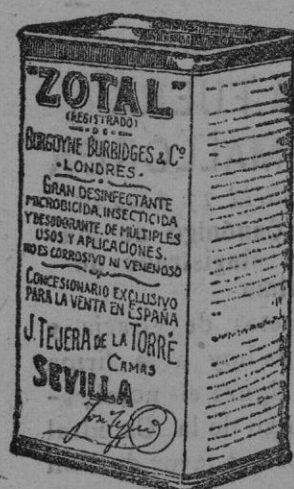 "ZOTAL"
(REGISTRADO)
DE
BURGOYNE BURBIDGES & Cº
· LONDRES ·
GRAN DESINFECTANTE
MICROBICIDA, INSECTICIDA
Y DESODORANTE, DE MÚLTIPLES
USOS Y APLICACIONES.
NO ES CORROSIVO NI VENENOSO
CONCESIONARIO EXCLUSIVO
PARA LA VENTA EN ESPAÑA
J. TEJERA DE LA TORRE
CAMAS
SEVILLA